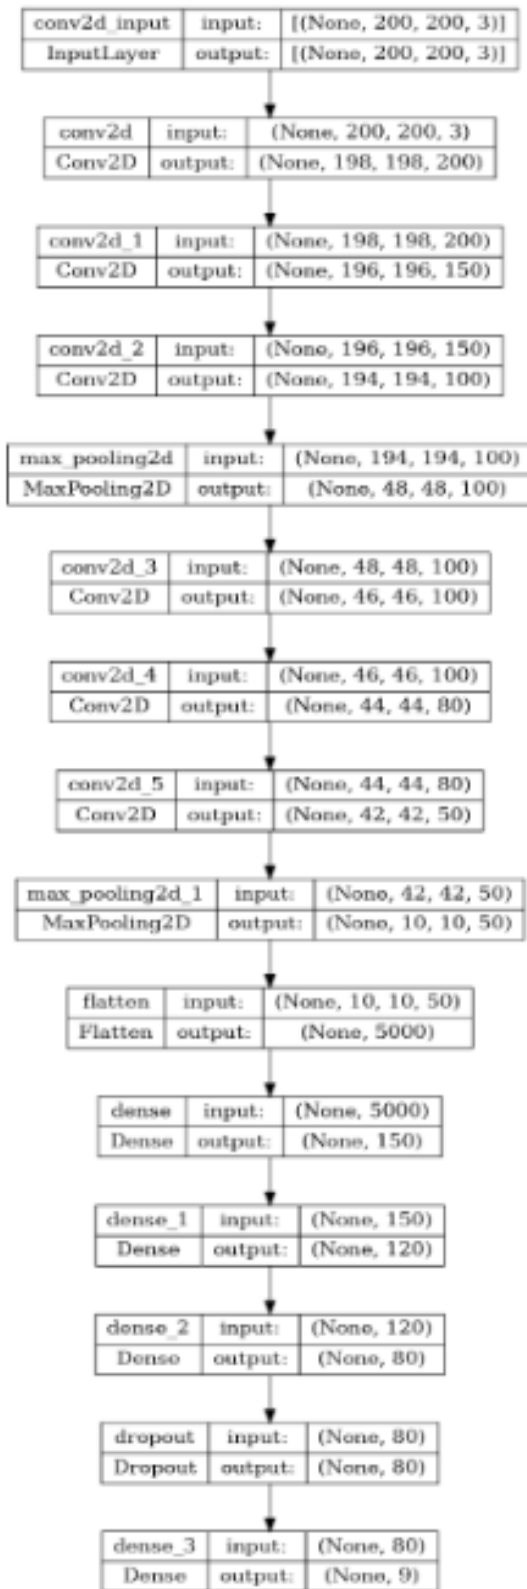 conv2d_input input: [(None, 200, 200, 3)]
InputLayer output: [(None, 200, 200, 3)]
conv2d input: (None, 200, 200, 3)
Conv2D output: (None, 198, 198, 200)
conv2d_1 input: (None, 198, 198, 200)
Conv2D output: (None, 196, 196, 150)
conv2d_2 input: (None, 196, 196, 150)
Conv2D output: (None, 194, 194, 100)
max_pooling2d input: (None, 194, 194, 100)
MaxPooling2D output: (None, 48, 48, 100)
conv2d_3 input: (None, 48, 48, 100)
Conv2D output: (None, 46, 46, 100)
conv2d_4 input: (None, 46, 46, 100)
Conv2D output: (None, 44, 44, 80)
conv2d_5 input: (None, 44, 44, 80)
Conv2D output: (None, 42, 42, 50)
max_pooling2d_1 input: (None, 42, 42, 50)
MaxPooling2D output: (None, 10, 10, 50)
flatten input: (None, 10, 10, 50)
Flatten output: (None, 5000)
dense input: (None, 5000)
Dense output: (None, 150)
dense_1 input: (None, 150)
Dense output: (None, 120)
dense_2 input: (None, 120)
Dense output: (None, 80)
dropout input: (None, 80)
Dropout output: (None, 80)
dense_3 input: (None, 80)
Dense output: (None, 9)